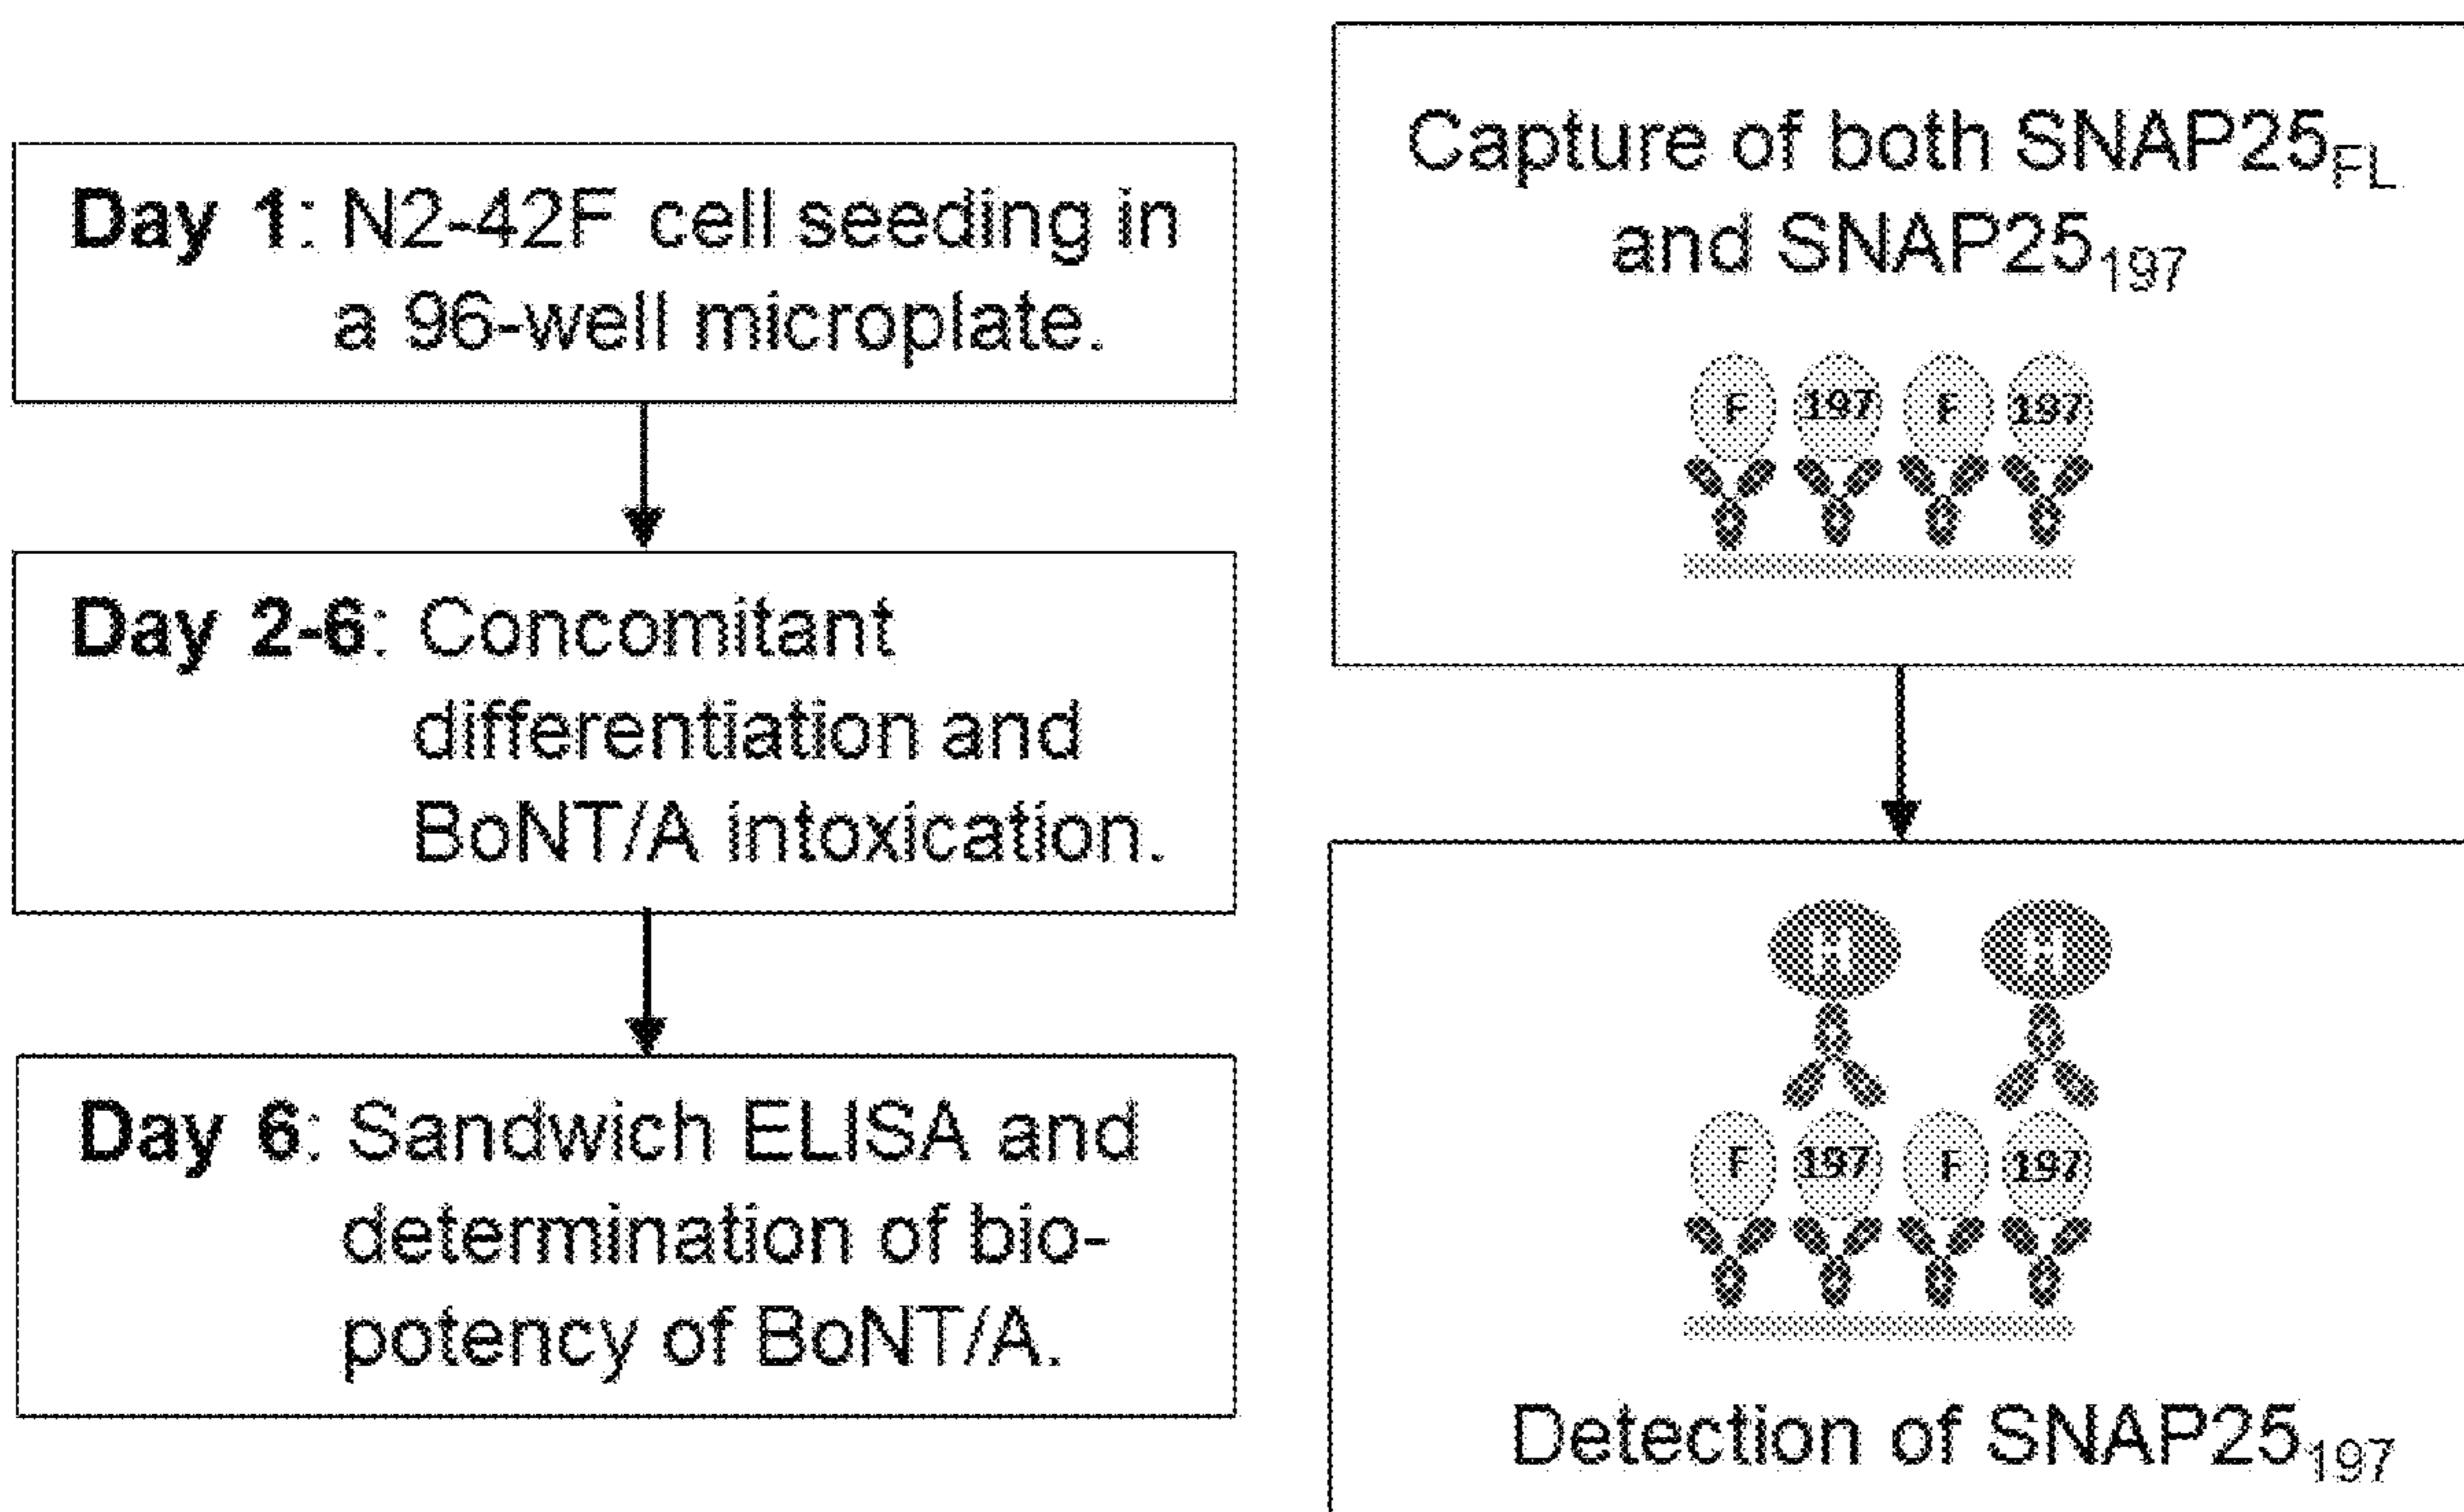 Day 1: N2-42F cell seeding in
a 96-well microplate.
Day 2-6: Concomitant
differentiation and
BoNT/A intoxication.
Day 6: Sandwich ELISA and
determination of bio-
potency of BoNT/A.
Capture of both SNAP25FL
and SNAP25197
F 197 F 197
H H
F 197 F 197
Detection of SNAP25197